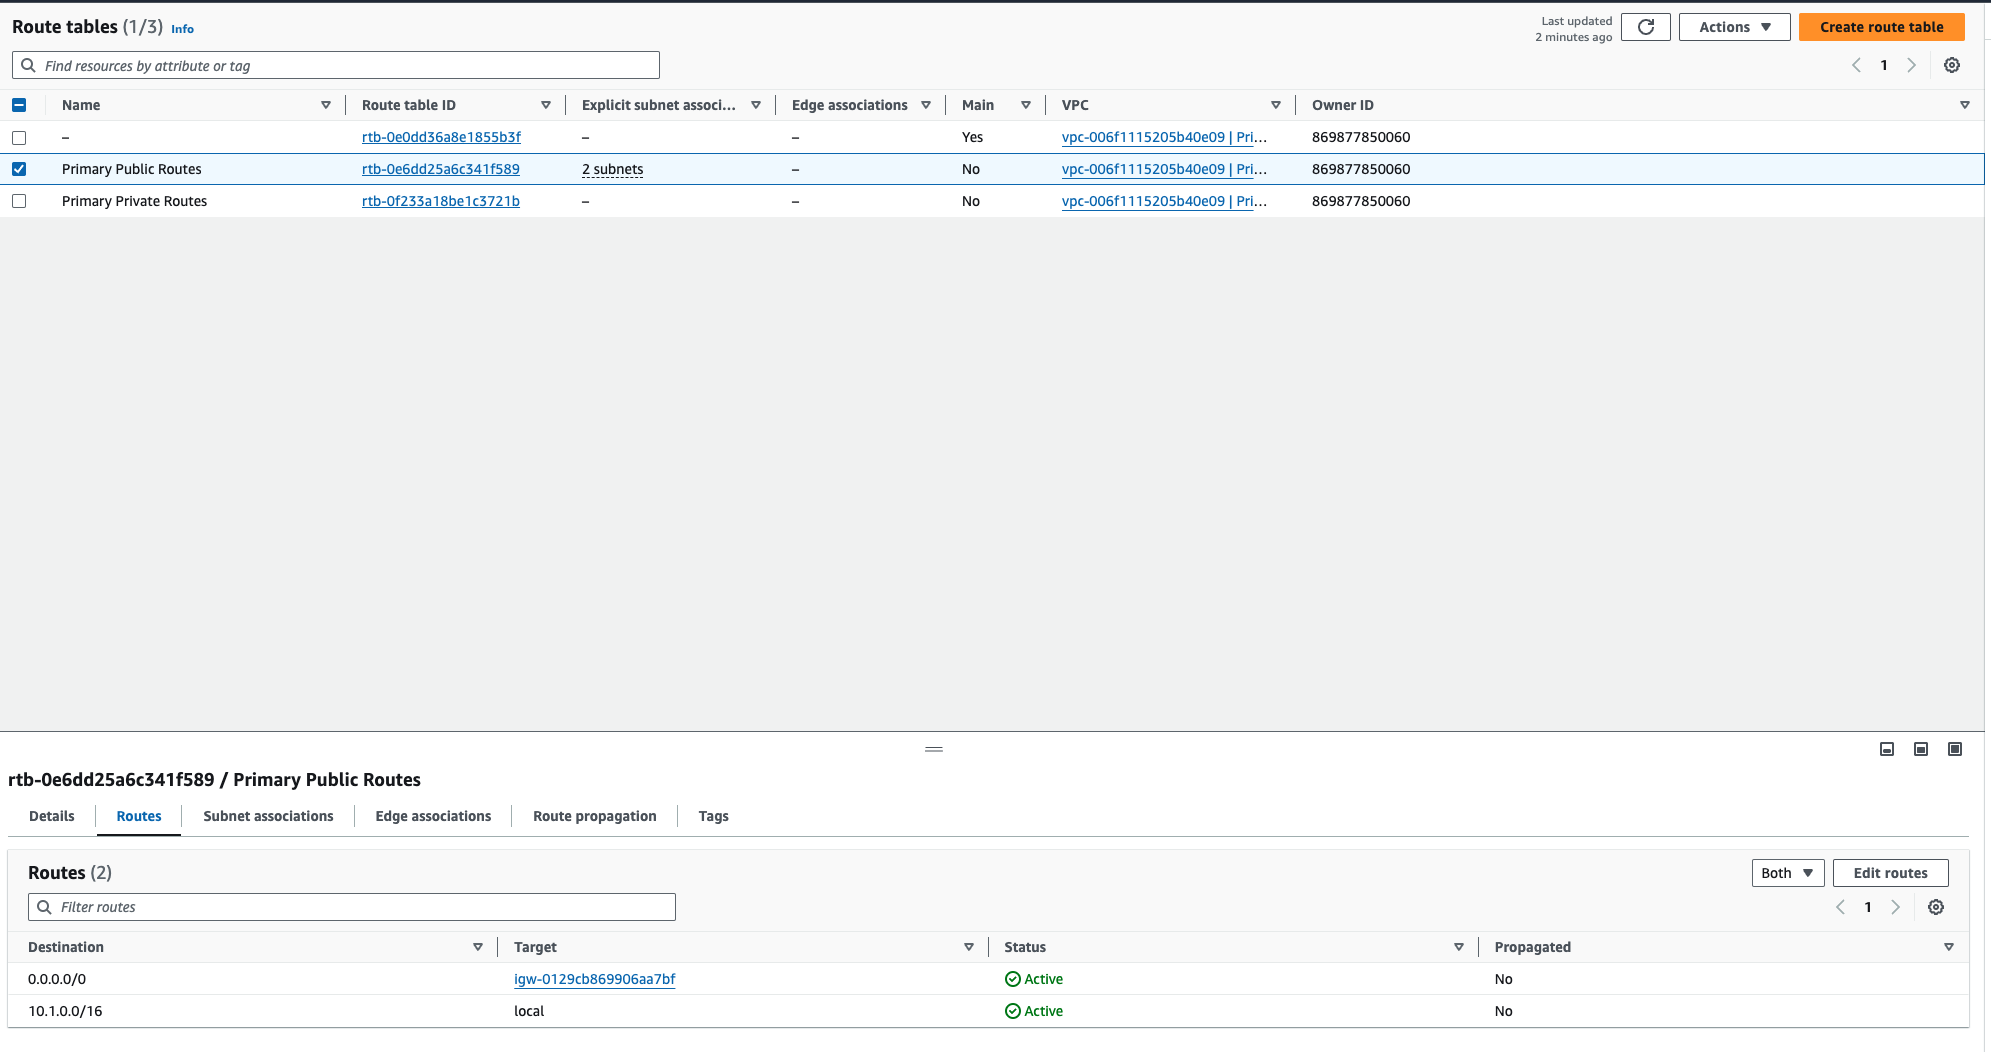 Route tables (1/3) Info
Last updated
2 minutes ago
Actions
Create route table
Find resources by attribute or tag
1
Name Route table ID Explicit subnet associ... Edge associations Main VPC Owner ID
– rtb-0e0dd36a8e1855b3f – – Yes vpc-006f1115205b40e09 | Pri... 869877850060
Primary Public Routes rtb-0e6dd25a6c341f589 2 subnets – No vpc-006f1115205b40e09 | Pri... 869877850060
Primary Private Routes rtb-0f233a18be1c3721b – – No vpc-006f1115205b40e09 | Pri... 869877850060
rtb-0e6dd25a6c341f589 / Primary Public Routes
Details Routes Subnet associations Edge associations Route propagation Tags
Routes (2)
Both
Edit routes
Filter routes
1
Destination Target Status Propagated
0.0.0.0/0 igw-0129cb869906aa7bf Active No
10.1.0.0/16 local Active No